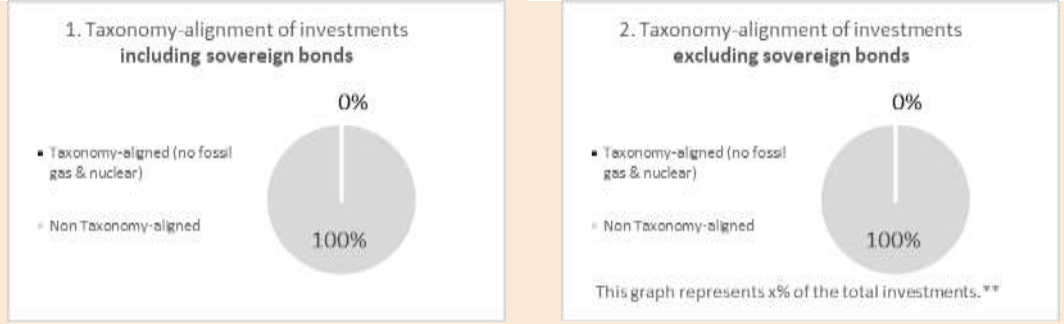 1. Taxonomy-alignment of investments
including sovereign bonds
0%
Taxonomy-aligned (no fossil
gas & nuclear)
Non Taxonomy-aligned
100%
2. Taxonomy-alignment of investments
excluding sovereign bonds
0%
Taxonomy-aligned (no fossil
gas & nuclear)
Non Taxonomy-aligned
100%
This graph represents x% of the total investments.**